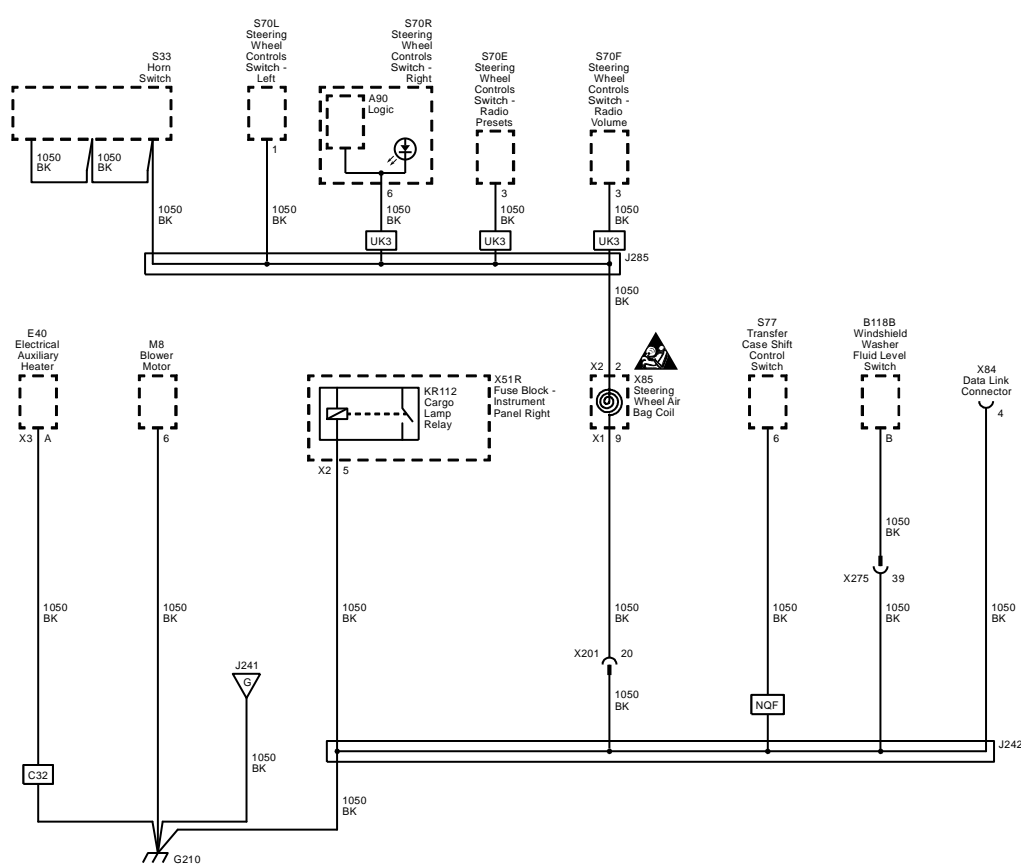 S33
Horn
Switch
S70L
Steering
Wheel
Controls
Switch -
Left
S70R
Steering
Wheel
Controls
Switch -
Right
A90
Logic
S70E
Steering
Wheel
Controls
Switch -
Radio
Presets
S70F
Steering
Wheel
Controls
Switch -
Radio
Volume
1050
BK
1050
BK
1
6
3
3
1050
BK
1050
BK
1050
BK
1050
BK
1050
BK
UK3
UK3
UK3
J285
1050
BK
E40
Electrical
Auxiliary
Heater
M8
Blower
Motor
KR112
Cargo
Lamp
Relay
X51R
Fuse Block -
Instrument
Panel Right
X2 2
X85
Steering
Wheel Air
Bag Coil
S77
Transfer
Case Shift
Control
Switch
B118B
Windshield
Washer
Fluid Level
Switch
X84
Data Link
Connector
4
X3 A
6
X2 5
X1 9
6
B
1050
BK
X275 39
1050
BK
1050
BK
1050
BK
1050
BK
1050
BK
1050
BK
1050
BK
X201 20
J241
G
1050
BK
NQF
J242
1050
BK
C32
1050
BK
G210